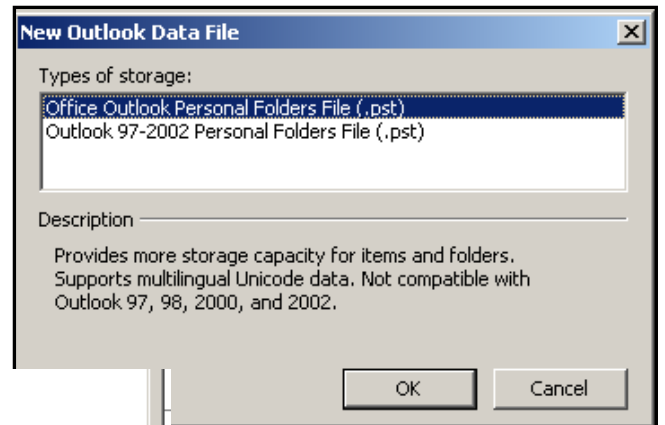 New Outlook Data File
Types of storage:
Office Outlook Personal Folders File (.pst)
Outlook 97-2002 Personal Folders File (.pst)
Description
Provides more storage capacity for items and folders.
Supports multilingual Unicode data. Not compatible with
Outlook 97, 98, 2000, and 2002.
OK
Cancel